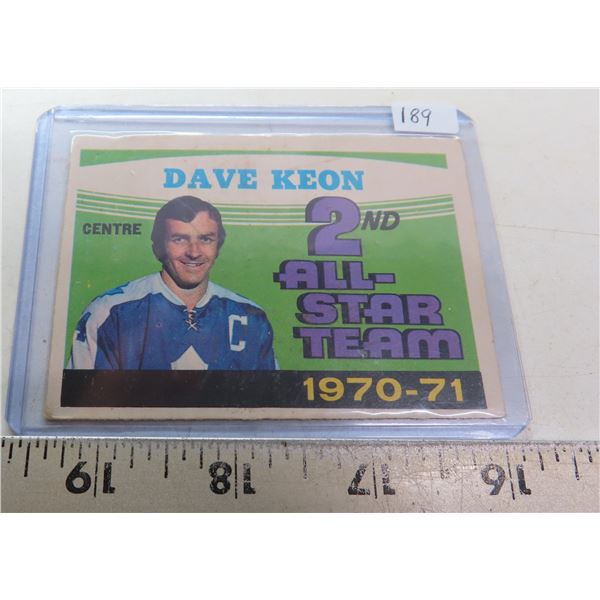 189
DAVE KEON
CENTRE
2ND
ALL-
STAR
TEAM
C
1970-71
19 18 17 16